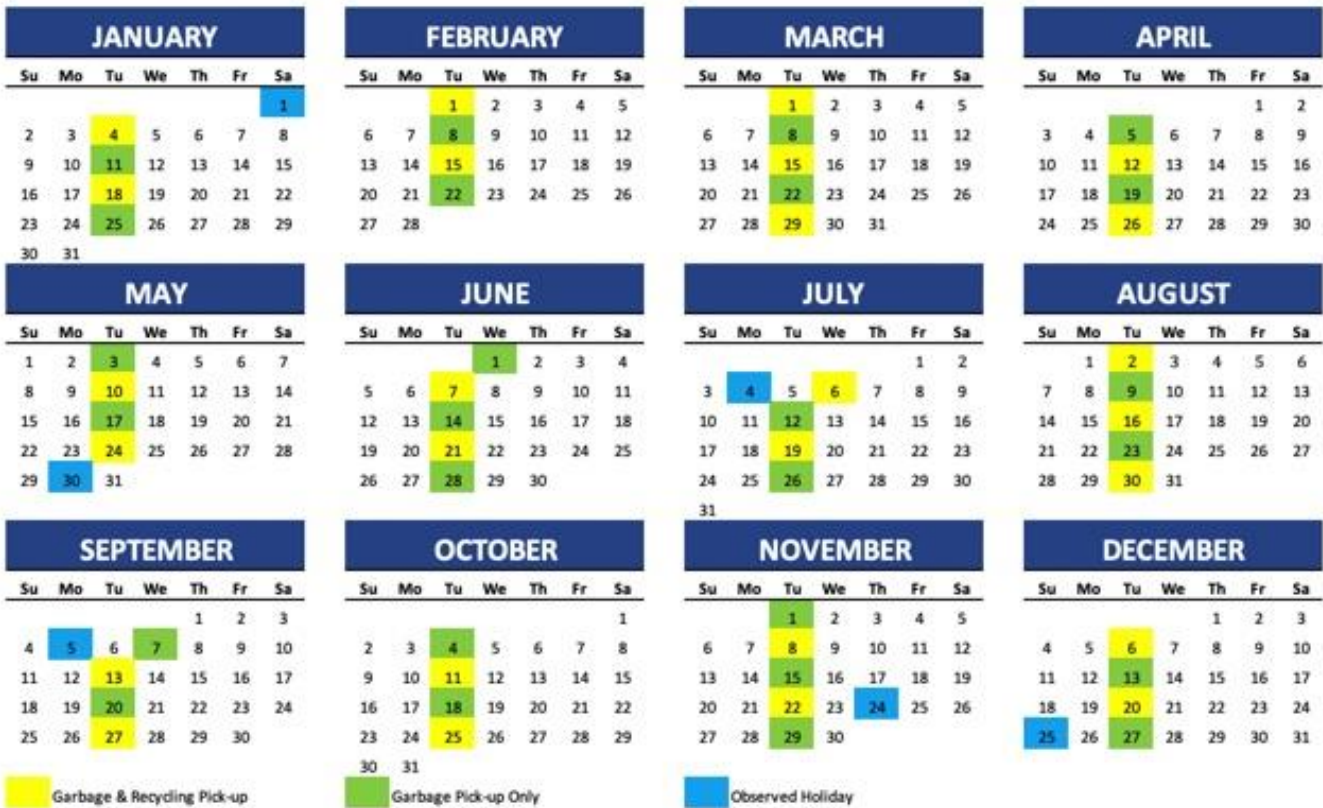 JANUARY FEBRUARY MARCH APRIL
Su Mo Tu We Th Fr Sa Su Mo Tu We Th Fr Sa Su Mo Tu We Th Fr Sa Su Mo Tu We Th Fr Sa
1 1 2 3 4 5 1 2 3 4 5 1 2
2 3 4 5 6 7 8 6 7 8 9 10 11 12 6 7 8 9 10 11 12 3 4 5 6 7 8 9
9 10 11 12 13 14 15 13 14 15 16 17 18 19 13 14 15 16 17 18 19 10 11 12 13 14 15 16
16 17 18 19 20 21 22 20 21 22 23 24 25 26 20 21 22 23 24 25 26 17 18 19 20 21 22 23
23 24 25 26 27 28 29 27 28 27 28 29 30 31 24 25 26 27 28 29 30
30 31
MAY JUNE JULY AUGUST
Su Mo Tu We Th Fr Sa Su Mo Tu We Th Fr Sa Su Mo Tu We Th Fr Sa Su Mo Tu We Th Fr Sa
1 2 3 4 5 6 7 1 2 3 4 1 2 1 2 3 4 5 6
8 9 10 11 12 13 14 5 6 7 8 9 10 11 3 4 5 6 7 8 9 7 8 9 10 11 12 13
15 16 17 18 19 20 21 12 13 14 15 16 17 18 10 11 12 13 14 15 16 14 15 16 17 18 19 20
22 23 24 25 26 27 28 19 20 21 22 23 24 25 17 18 19 20 21 22 23 21 22 23 24 25 26 27
29 30 31 26 27 28 29 30 24 25 26 27 28 29 30 28 29 30 31
31
SEPTEMBER OCTOBER NOVEMBER DECEMBER
Su Mo Tu We Th Fr Sa Su Mo Tu We Th Fr Sa Su Mo Tu We Th Fr Sa Su Mo Tu We Th Fr Sa
1 2 3 1 1 2 3 4 5 1 2 3
4 5 6 7 8 9 10 2 3 4 5 6 7 8 6 7 8 9 10 11 12 4 5 6 7 8 9 10
11 12 13 14 15 16 17 9 10 11 12 13 14 15 13 14 15 16 17 18 19 11 12 13 14 15 16 17
18 19 20 21 22 23 24 16 17 18 19 20 21 22 20 21 22 23 24 25 26 18 19 20 21 22 23 24
25 26 27 28 29 30 23 24 25 26 27 28 29 27 28 29 30 25 26 27 28 29 30 31
30 31
Garbage & Recycling Pick-up Garbage Pick-up Only Observed Holiday